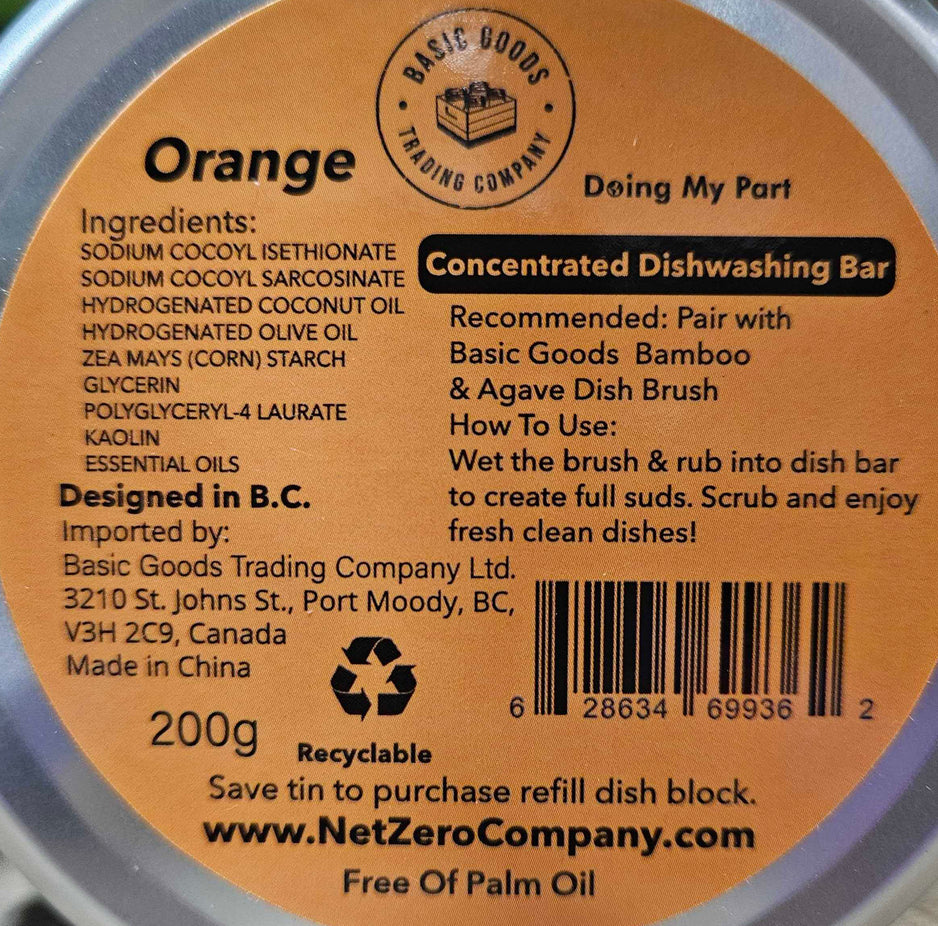 BASIC GOODS
TRADING COMPANY
Orange
Doing My Part
Ingredients:
SODIUM COCOYL ISETHIONATE
SODIUM COCOYL SARCOSINATE
HYDROGENATED COCONUT OIL
HYDROGENATED OLIVE OIL
ZEA MAYS (CORN) STARCH
GLYCERIN
POLYGLYCERYL-4 LAURATE
KAOLIN
ESSENTIAL OILS
Designed in B.C.
Imported by:
Basic Goods Trading Company Ltd.
3210 St. Johns St., Port Moody, BC,
V3H 2C9, Canada
Made in China
Concentrated Dishwashing Bar
Recommended: Pair with
Basic Goods Bamboo
& Agave Dish Brush
How To Use:
Wet the brush & rub into dish bar
to create full suds. Scrub and enjoy
fresh clean dishes!
6 28634 69936 2
200g
Recyclable
Save tin to purchase refill dish block.
www.NetZeroCompany.com
Free Of Palm Oil